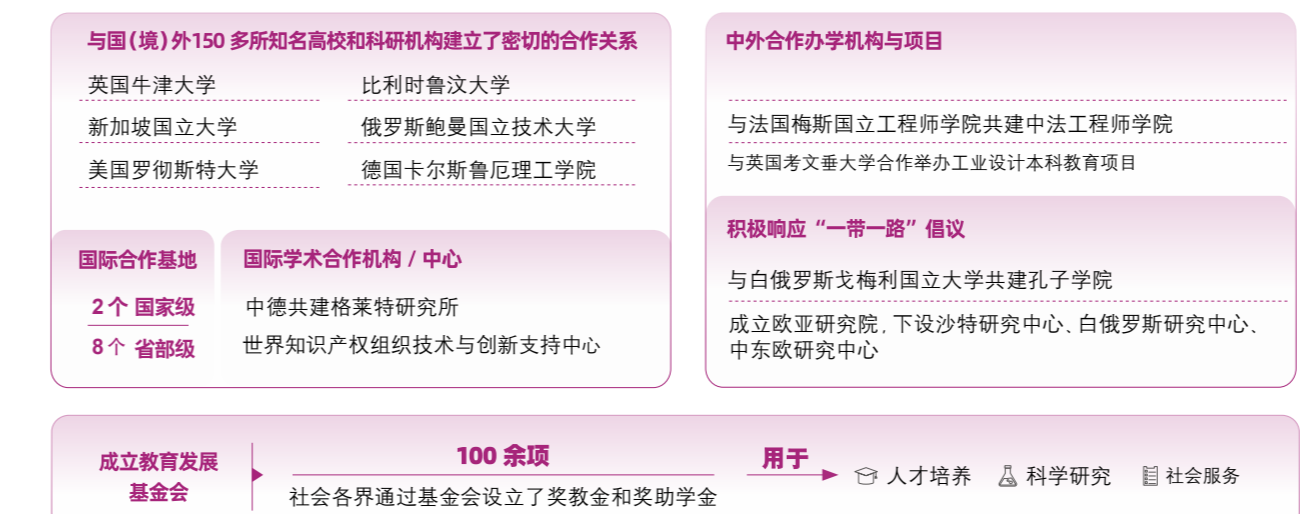 与国(境)外150 多所知名高校和科研机构建立了密切的合作关系
英国牛津大学
比利时鲁汶大学
新加坡国立大学
俄罗斯鲍曼国立技术大学
美国罗彻斯特大学
德国卡尔斯鲁厄理工学院
国际合作基地
2个 国家级
8个 省部级
国际学术合作机构 / 中心
中德共建格莱特研究所
世界知识产权组织技术与创新支持中心
中外合作办学机构与项目
与法国梅斯国立工程师学院共建中法工程师学院
与英国考文垂大学合作举办工业设计本科教育项目
积极响应“一带一路”倡议
与白俄罗斯戈梅利国立大学共建孔子学院
成立欧亚研究院，下设沙特研究中心、白俄罗斯研究中心、
中东欧研究中心
成立教育发展
基金会
100 余项
社会各界通过基金会设立了奖教金和奖助学金
用于
人才培养
科学研究
社会服务